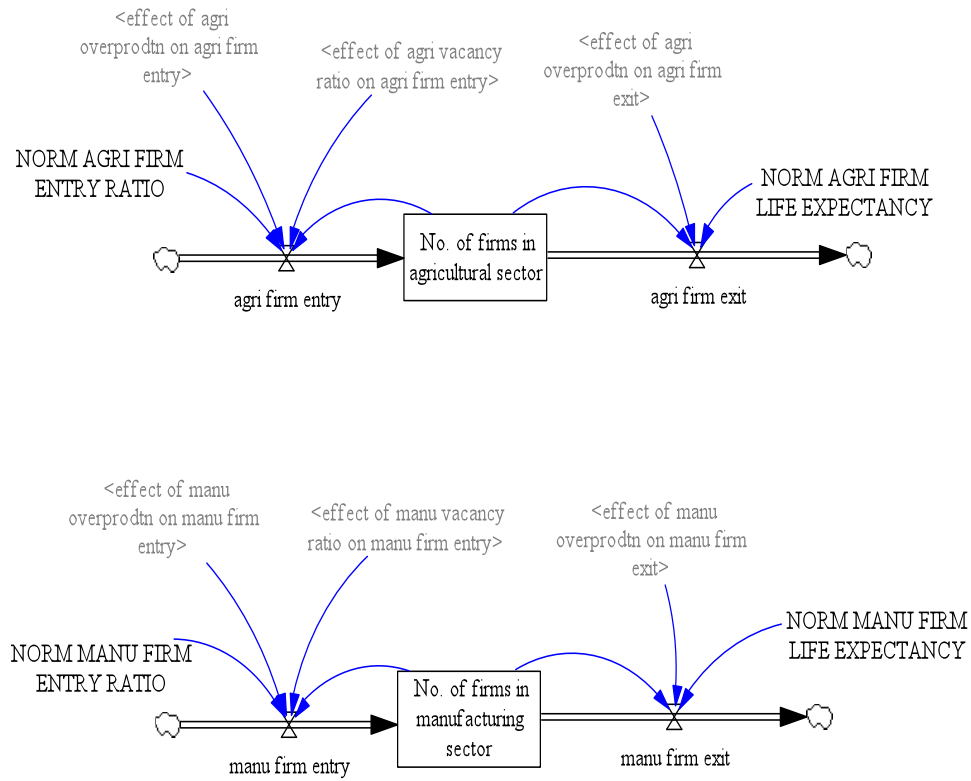 <effect of agri
overprodtn on agri firm
entry>
<effect of agri vacancy
ratio on agri firm entry>
<effect of agri
overprodtn on agri firm
exit>
NORM AGRI FIRM
ENTRY RATIO
NORM AGRI FIRM
LIFE EXPECTANCY
No. of firms in
agricultural sector
agri firm entry
agri firm exit
<effect of manu
overprodtn on manu firm
entry>
<effect of manu vacancy
ratio on manu firm entry>
<effect of manu
overprodtn on manu firm
exit>
NORM MANU FIRM
ENTRY RATIO
NORM MANU FIRM
LIFE EXPECTANCY
No. of firms in
manufacturing
sector
manu firm entry
manu firm exit